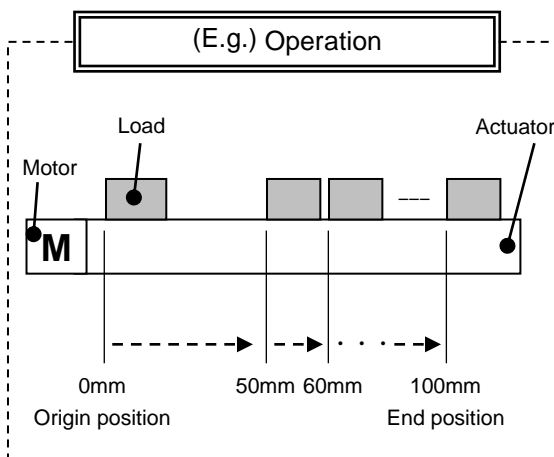 (E.g.) Operation
Load
Actuator
Motor
M
0mm
50mm 60mm
100mm
Origin position
End position